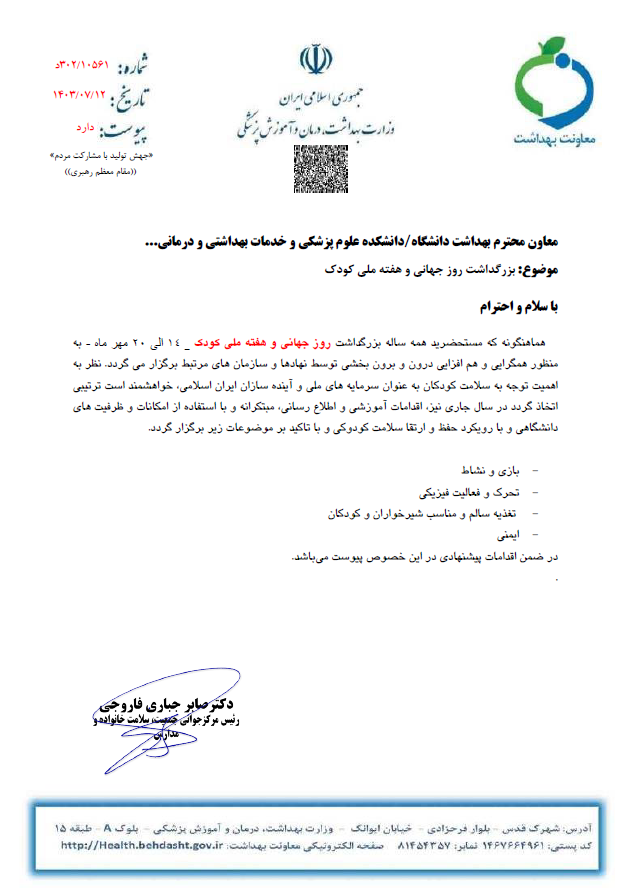 شماره: ۳۰۲/۱۰۵۶۱د
تاریخ: ۱۴۰۳/۰۷/۱۲
پیوست: دارد
«جهش تولید با مشارکت مردم»
((مقام معظم رهبری))
جمهوری اسلامی ایران
وزارت بهداشت، درمان و آموزش پزشکی
معاونت بهداشت
معاون محترم بهداشت دانشگاه/دانشکده علوم پزشکی و خدمات بهداشتی و درمانی...
موضوع: بزرگداشت روز جهانی و هفته ملی کودک
با سلام و احترام
هماهنگونه که مستحضرید همه ساله بزرگداشت روز جهانی و هفته ملی کودک _ ۱۴ الی ۲۰ مهر ماه - به
منظور همگرایی و هم افزایی درون و برون بخشی توسط نهادها و سازمان های مرتبط برگزار می گردد. نظر به
اهمیت توجه به سلامت کودکان به عنوان سرمایه های ملی و آینده سازان ایران اسلامی، خواهشمند است ترتیبی
اتخاذ گردد در سال جاری نیز، اقدامات آموزشی و اطلاع رسانی، مبتکرانه و با استفاده از امکانات و ظرفیت های
دانشگاهی و با رویکرد حفظ و ارتقا سلامت کودوکی و با تاکید بر موضوعات زیر برگزار گردد.
- بازی و نشاط
- تحرک و فعالیت فیزیکی
- تغذیه سالم و مناسب شیرخواران و کودکان
- ایمنی
در ضمن اقدامات پیشنهادی در این خصوص پیوست می‌باشد.
.
دکترصابر جباری فاروجی
رئیس مرکزجوانی جمعیت، سلامت خانواده و
مدارس
آدرس: شهرک قدس - بلوار فرحزادی - خیابان ایوانک - وزارت بهداشت، درمان و آموزش پزشکی - بلوک A - طبقه ۱۵
کد پستی: ۱۴۶۷۶۶۴۹۶۱ نمابر: ۸۱۴۵۴۳۵۷ صفحه الکترونیکی معاونت بهداشت: http://Health.behdasht.gov.ir